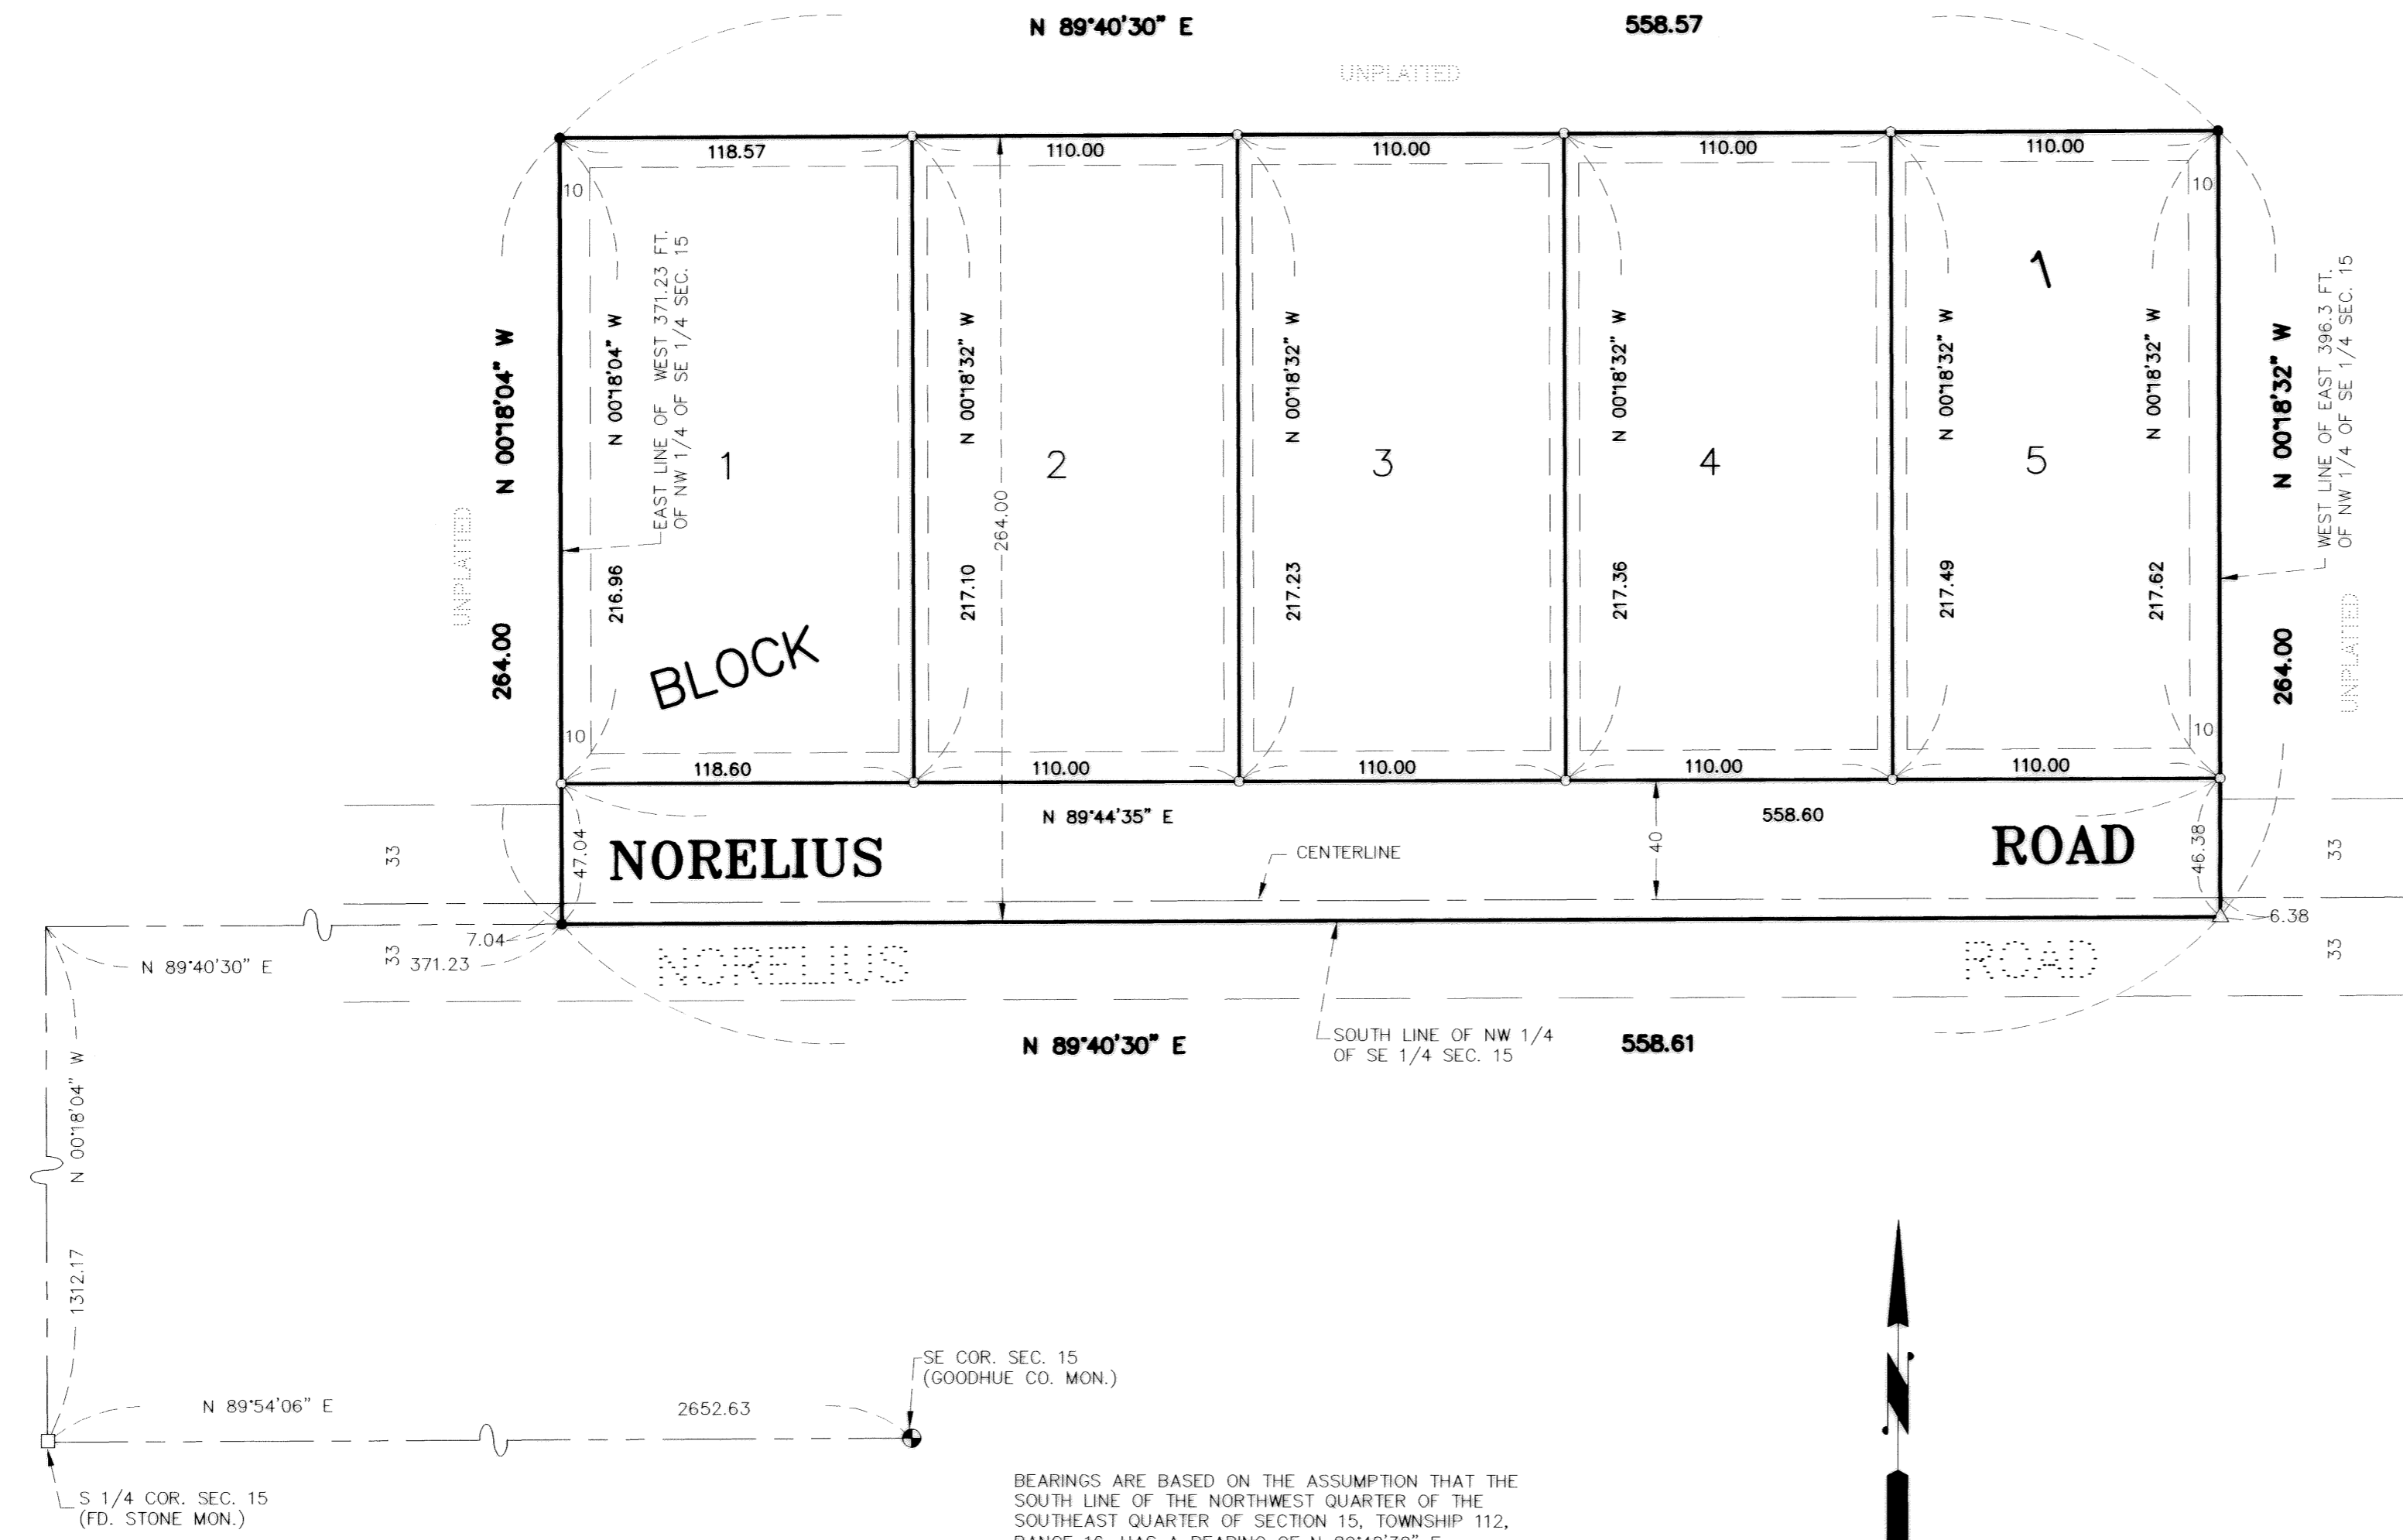 N 89°40'30" E 558.57
UNPLATTED
118.57 110.00 110.00 110.00 110.00
10 10
N 00°18'04" W
264.00
UNPLATTED
N 00°18'04" W
216.96
EAST LINE OF WEST 371.23 FT.
OF NW 1/4 OF SE 1/4 SEC. 15
N 00°18'32" W
217.10
264.00
N 00°18'32" W
217.23
N 00°18'32" W
217.36
N 00°18'32" W
217.49
N 00°18'32" W
217.62
N 00°18'32" W
264.00
WEST LINE OF EAST 396.3 FT.
OF NW 1/4 OF SE 1/4 SEC. 15
UNPLATTED
1
1 2 3 4 5
BLOCK
10 10
118.60 110.00 110.00 110.00 110.00
N 89°44'35" E 558.60
33 47.04 NORELIUS CENTERLINE 40 ROAD 46.38 33
7.04 6.38
33 371.23 NORELIUS ROAD 33
N 89°40'30" E
N 89°40'30" E 558.61
SOUTH LINE OF NW 1/4
OF SE 1/4 SEC. 15
N 00°18'04" W
1312.17
SE COR. SEC. 15
(GOODHUE CO. MON.)
N 89°54'06" E 2652.63
S 1/4 COR. SEC. 15
(FD. STONE MON.)
N
BEARINGS ARE BASED ON THE ASSUMPTION THAT THE
SOUTH LINE OF THE NORTHWEST QUARTER OF THE
SOUTHEAST QUARTER OF SECTION 15, TOWNSHIP 112,
RANGE 16, HAS A BEARING OF N